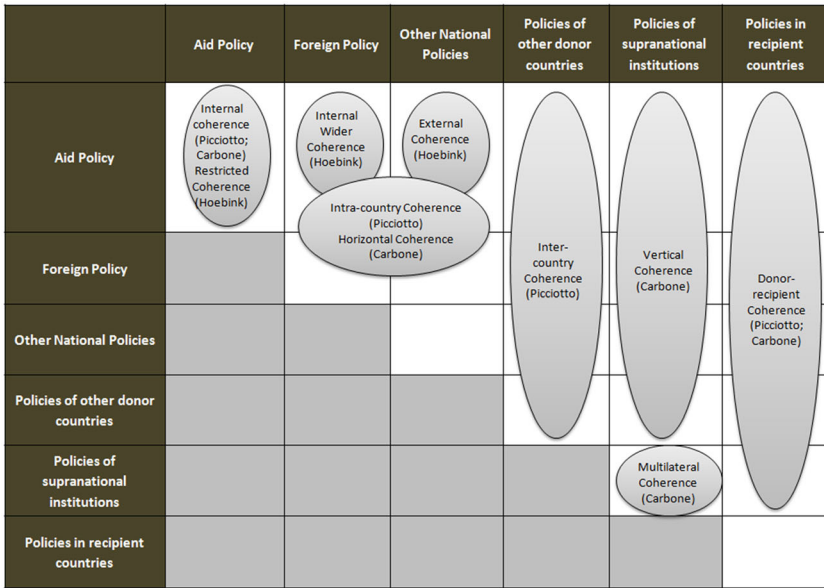 Aid Policy
Foreign Policy
Other National
Policies
Policies of
other donor
countries
Policies of
supranational
institutions
Policies in
recipient
countries
Aid Policy
Internal
coherence
(Picciotto;
Carbone)
Restricted
Coherence
(Hoebink)
Internal
Wider
Coherence
(Hoebink)
External
Coherence
(Hoebink)
Intra-country Coherence
(Picciotto)
Horizontal Coherence
(Carbone)
Inter-
country
Coherence
(Picciotto)
Vertical
Coherence
(Carbone)
Donor-
recipient
Coherence
(Picciotto;
Carbone)
Foreign Policy
Other National Policies
Policies of other donor
countries
Policies of
supranational
institutions
Multilateral
Coherence
(Carbone)
Policies in recipient
countries